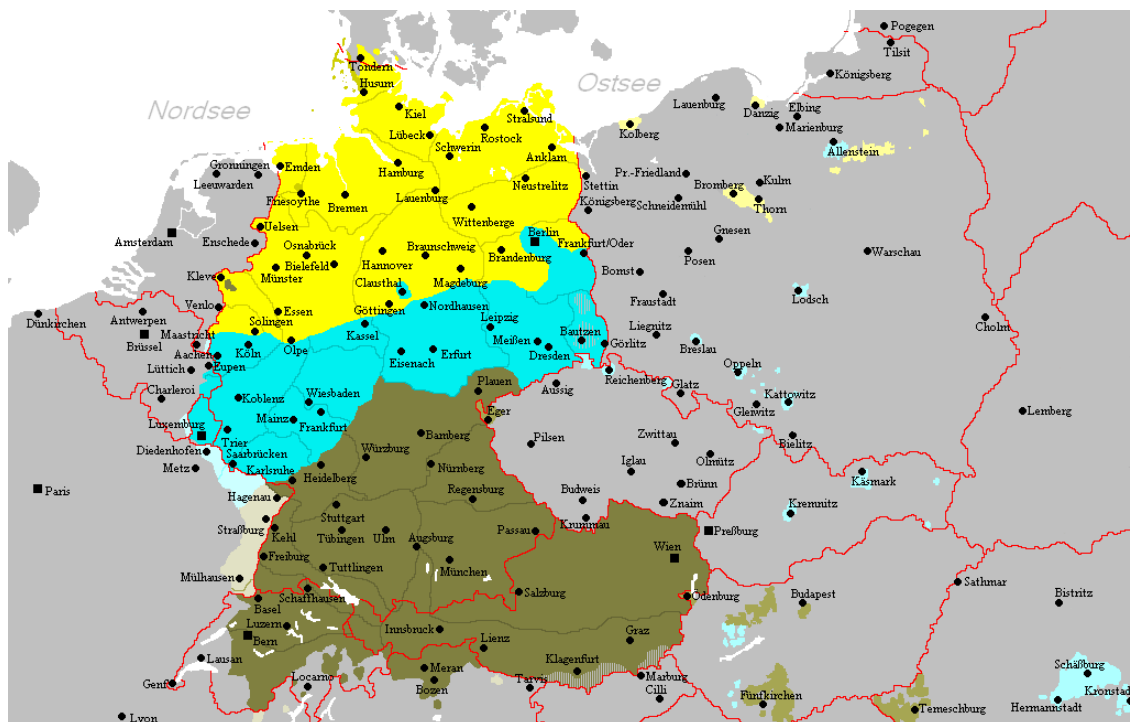 Pogegen
Tilsit
Tondern
Königsberg
Husum
Ostsee
Nordsee
Lauenburg
Danzig
Elbing
Kiel
Stralsund
Kolberg
Marienburg
Lübeck
Rostock
Schwerin
Allenstein
Anklam
Gronningen
Emden
Hamburg
Leeuwarden
Stettin
Pr.-Friedland
Kulm
Neustrelitz
Bromberg
Friesoythe
Bremen
Lauenburg
Königsberg
Schneidemühl
Thorn
Wittenberge
Uelsen
Berlin
Gnesen
Amsterdam
Enschede
Osnabrück
Braunschweig
Frankfurt/Oder
Warschau
Bielefeld
Hannover
Brandenburg
Posen
Münster
Bomst
Kleve
Clausthal
Magdeburg
Lodsch
Venlo
Essen
Göttingen
Nordhausen
Fraustadt
Dünkirchen
Antwerpen
Cholm
Solingen
Leipzig
Brüssel
Maastricht
Kassel
Bautzen
Liegnitz
Köln
Olpe
Meißen
Görlitz
Breslau
Aachen
Dresden
Lüttich
Eupen
Eisenach
Erfurt
Oppeln
Reichenberg
Charleroi
Plauen
Aussig
Glatz
Kattowitz
Koblenz
Wiesbaden
Gleiwitz
Luxemburg
Mainz
Eger
Lemberg
Frankfurt
Trier
Bamberg
Pilsen
Zwittau
Bielitz
Diedenhofen
Saarbrücken
Würzburg
Olmütz
Metz
Karlsruhe
Nürnberg
Iglau
Heidelberg
Käsmark
Brünn
Paris
Hagenau
Regensburg
Budweis
Znaim
Kremnitz
Stuttgart
Straßburg
Krummau
Kehl
Tübingen
Ulm
Passau
Preßburg
Augsburg
Wien
Freiburg
München
Tuttlingen
Mülhausen
Sathmar
Schaffhausen
Salzburg
Ödenburg
Budapest
Basel
Bistritz
Luzern
Innsbruck
Bern
Lienz
Graz
Lausan
Meran
Klagenfurt
Schäßburg
Genf
Locarno
Bozen
Tarvis
Marburg
Cilli
Fünfkirchen
Kronstad
Temeschburg
Hermannstadt
Lyon